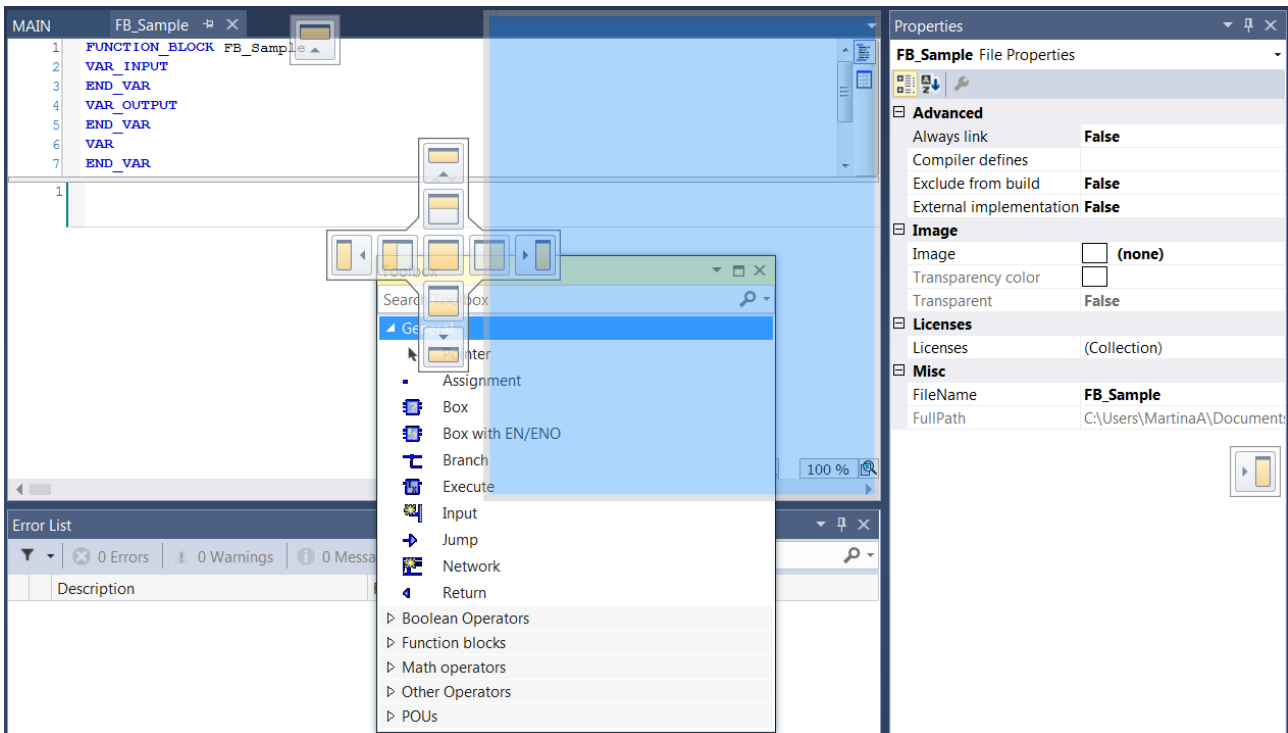 MAIN
FB_Sample
1 FUNCTION_BLOCK FB_Sample
2 VAR_INPUT
3 END_VAR
4 VAR_OUTPUT
5 END_VAR
6 VAR
7 END_VAR
1
100 %
Toolbox
Search Toolbox
General
Pointer
Assignment
Box
Box with EN/ENO
Branch
Execute
Input
Jump
Network
Return
Boolean Operators
Function blocks
Math operators
Other Operators
POUs
Error List
0 Errors
0 Warnings
0 Messa
Description
Properties
FB_Sample File Properties
Advanced
Always link False
Compiler defines
Exclude from build False
External implementation False
Image
Image (none)
Transparency color
Transparent False
Licenses
Licenses (Collection)
Misc
FileName FB_Sample
FullPath C:\Users\MartinaA\Document